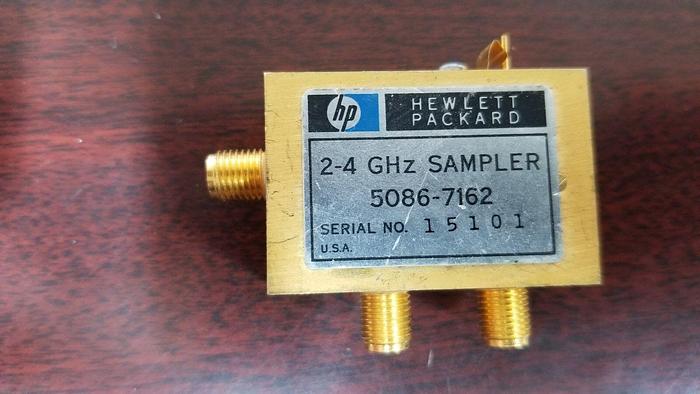 hp
HEWLETT
PACKARD
2-4 GHz SAMPLER
5086-7162
SERIAL NO. 15101
U.S.A.